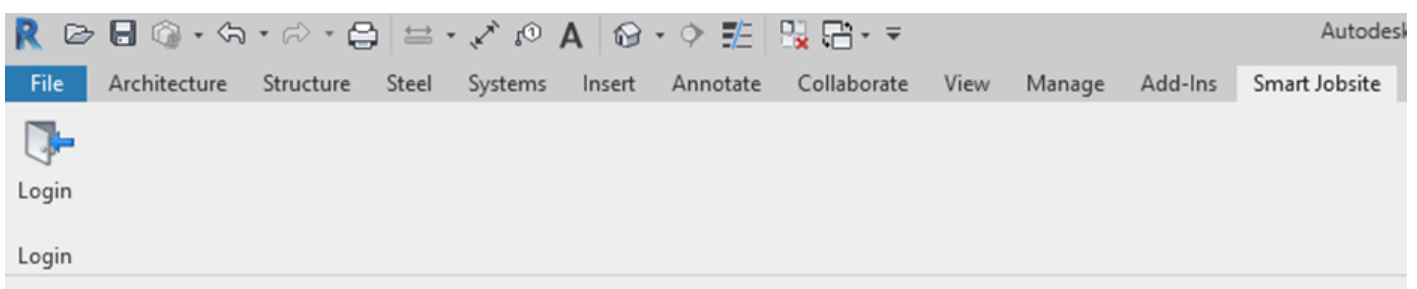 Autodesk
File Architecture Structure Steel Systems Insert Annotate Collaborate View Manage Add-Ins Smart Jobsite
Login
Login